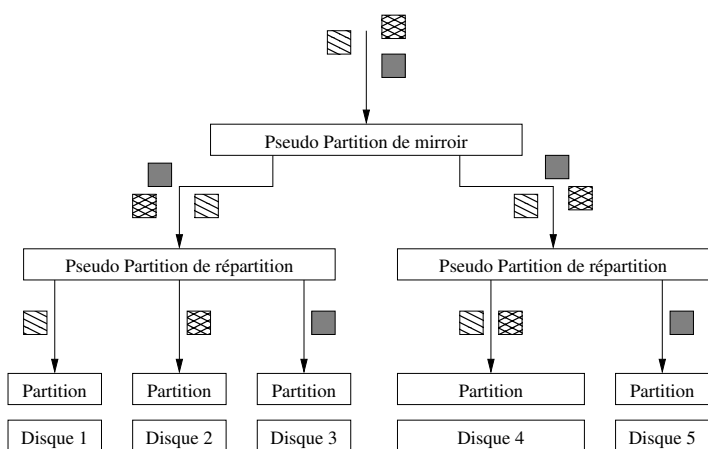 Pseudo Partition de mirroir
Pseudo Partition de répartition
Pseudo Partition de répartition
Partition
Partition
Partition
Partition
Partition
Disque 1
Disque 2
Disque 3
Disque 4
Disque 5